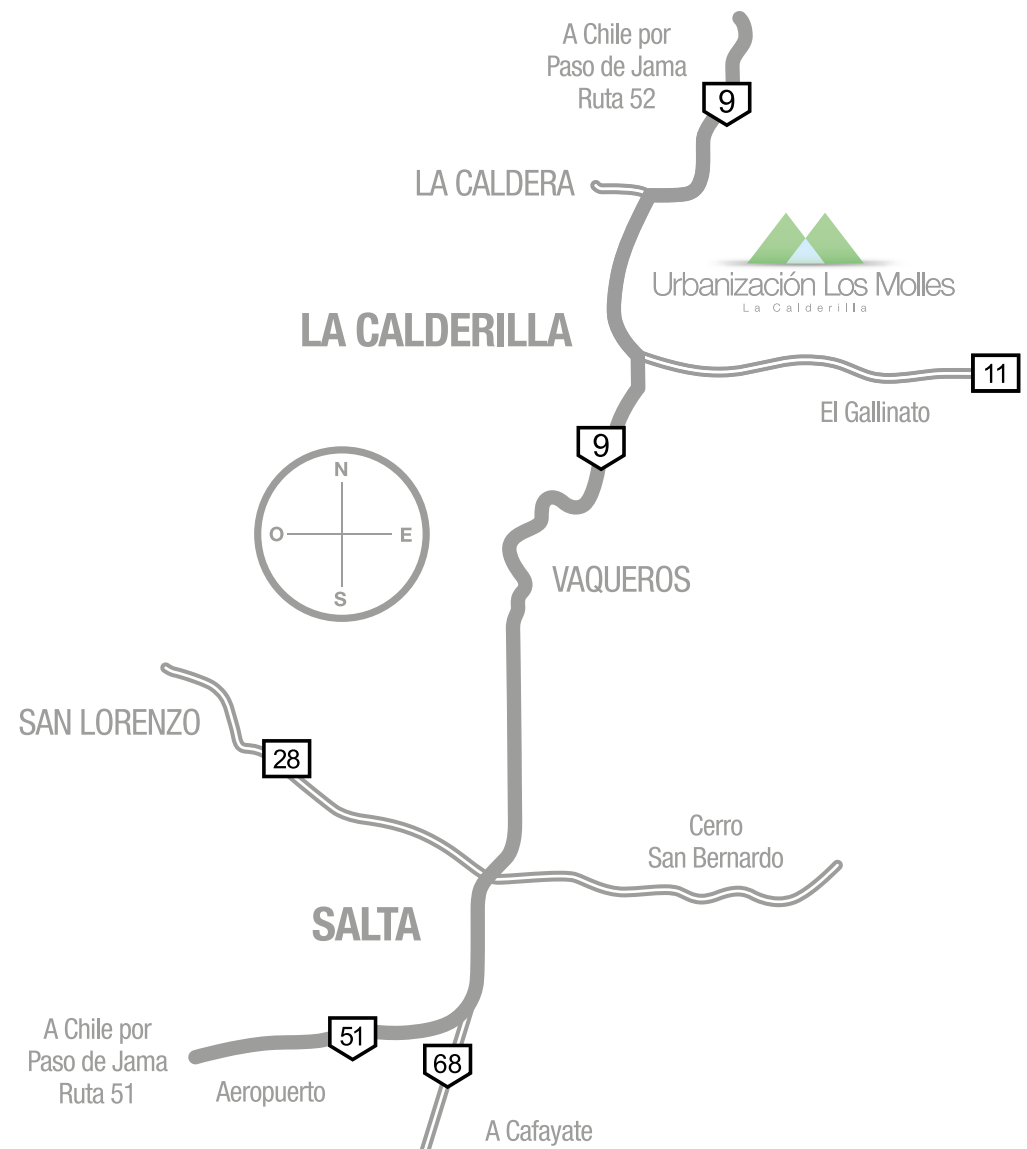 A Chile por
Paso de Jama
Ruta 52
9
LA CALDERA
Urbanización Los Molles
La Calderilla
LA CALDERILLA
11
El Gallinato
9
N
O
E
S
VAQUEROS
SAN LORENZO
28
Cerro
San Bernardo
SALTA
A Chile por
Paso de Jama
Ruta 51
51
68
Aeropuerto
A Cafayate